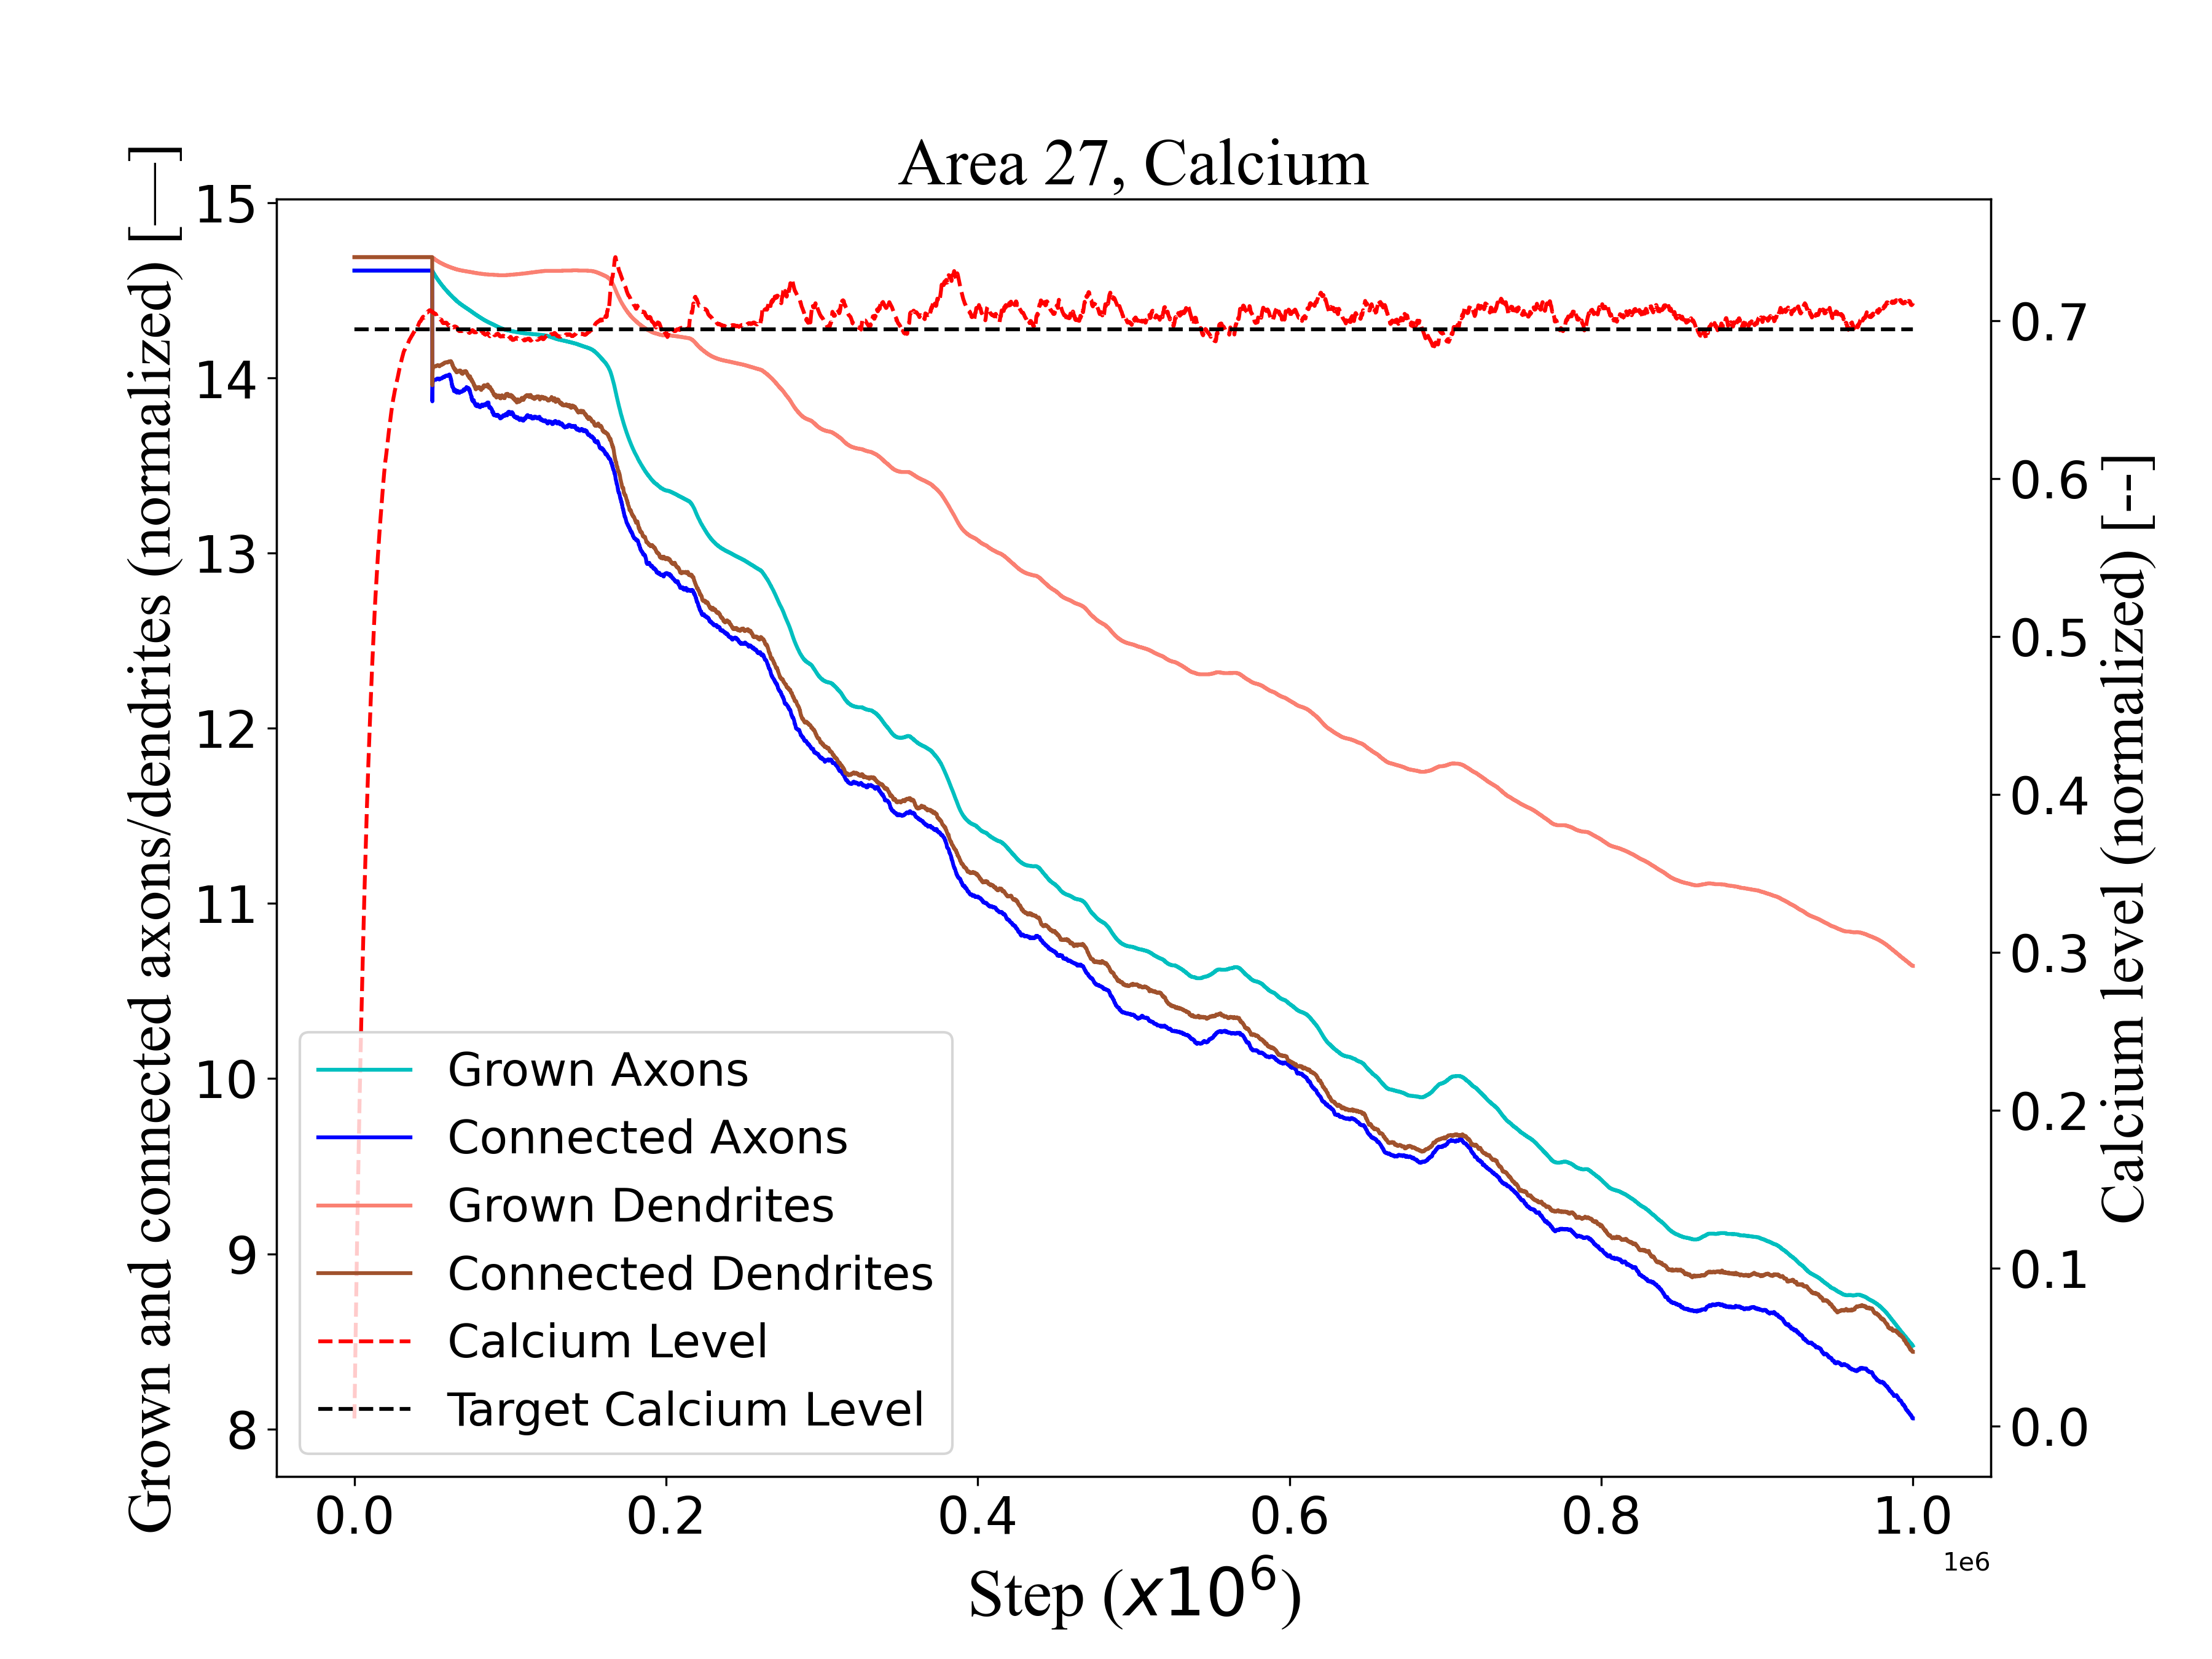 Area 27, Calcium
Grown and connected axons/dendrites (normalized) [—]
15
14
13
12
11
10
9
8
Calcium level (normalized) [--]
0.7
0.6
0.5
0.4
0.3
0.2
0.1
0.0
Grown Axons
Connected Axons
Grown Dendrites
Connected Dendrites
Calcium Level
Target Calcium Level
0.0 0.2 0.4 0.6 0.8 1.0
1e6
Step (x10⁶)